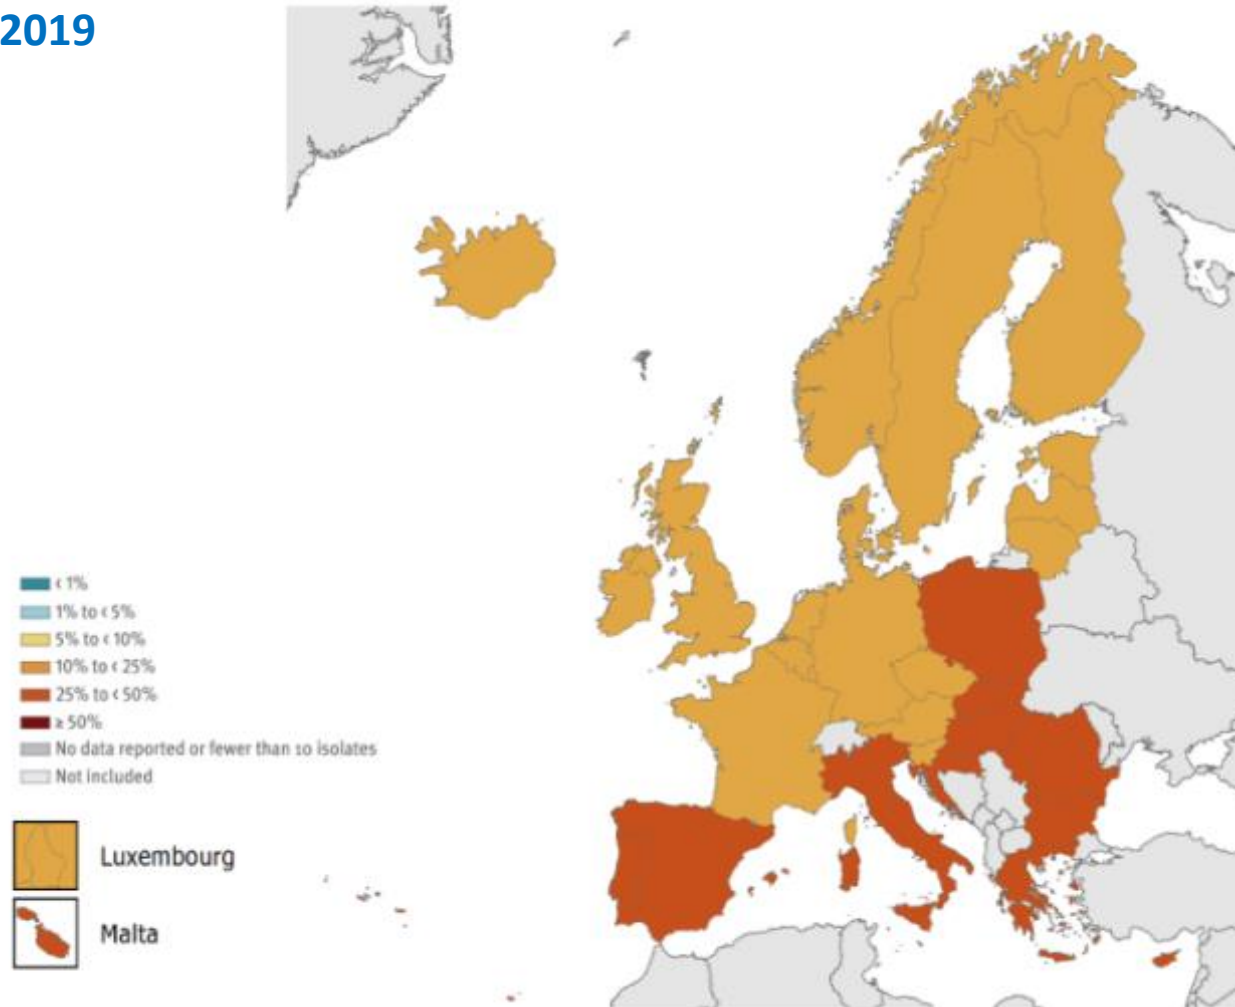 2019
< 1%
1% to < 5%
5% to < 10%
10% to < 25%
25% to < 50%
≥ 50%
No data reported or fewer than 10 isolates
Not included
Luxembourg
Malta